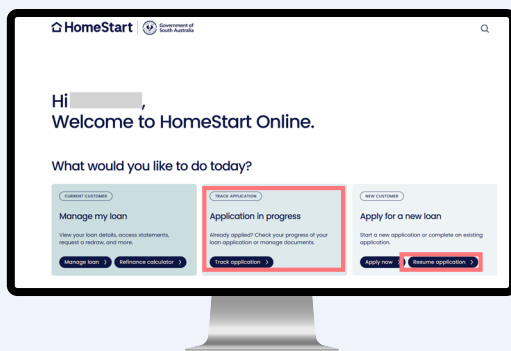 HomeStart
Government of
South Australia
Hi ,
Welcome to HomeStart Online.
What would you like to do today?
CURRENT CUSTOMER
Manage my loan
View your loan details, access statements,
request a redraw, and more.
Manage loan >
Refinance calculator >
TRACK APPLICATION
Application in progress
Already applied? Check your progress of your
loan application or manage documents.
Track application >
NEW CUSTOMER
Apply for a new loan
Start a new application or complete an existing
application.
Apply now >
Resume application >